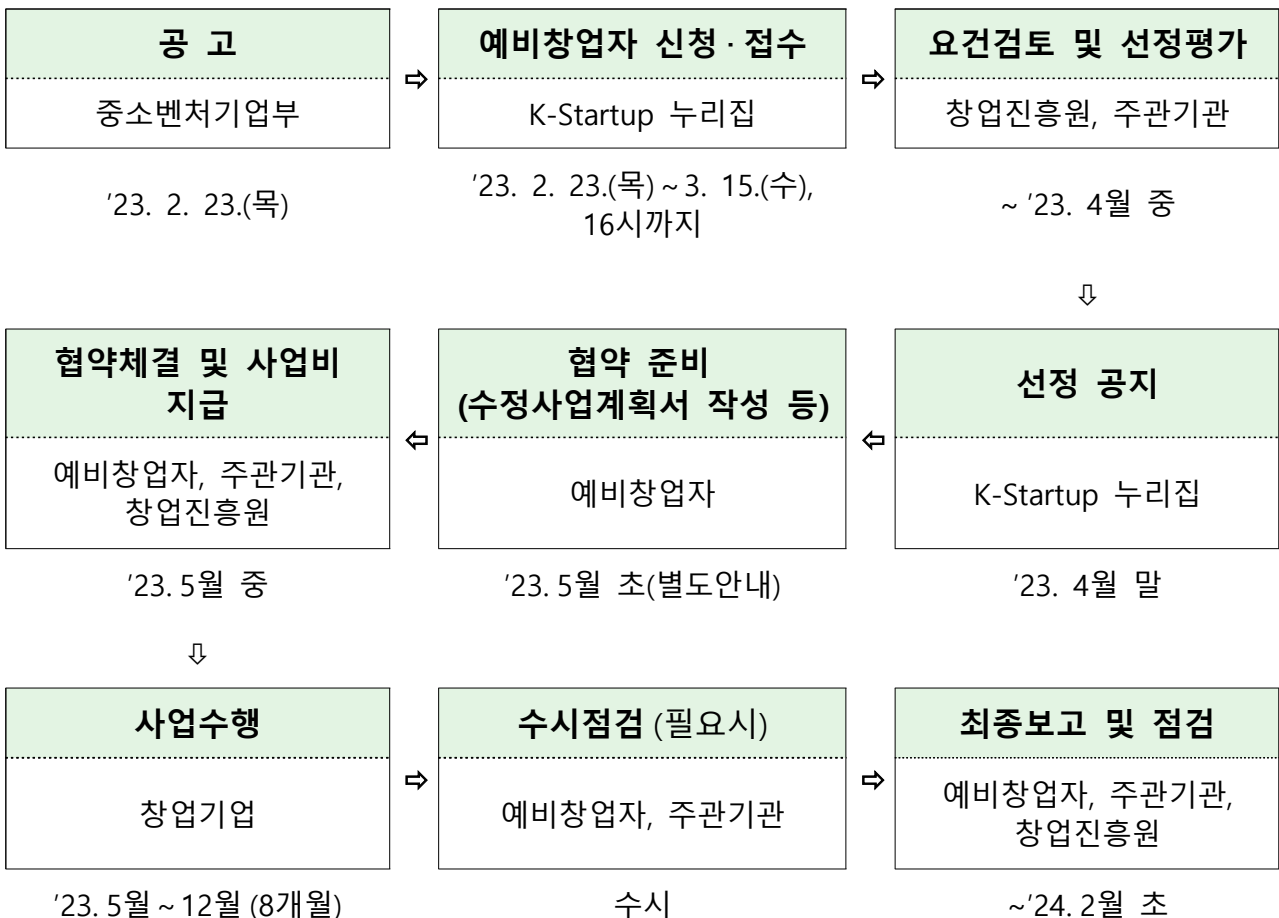 공 고
중소벤처기업부
'23. 2. 23.(목)
⇨
예비창업자 신청·접수
K-Startup 누리집
'23. 2. 23.(목) ~ 3. 15.(수),
16시까지
⇨
요건검토 및 선정평가
창업진흥원, 주관기관
~ '23. 4월 중
⇩
선정 공지
K-Startup 누리집
'23. 4월 말
⇦
협약 준비
(수정사업계획서 작성 등)
예비창업자
'23. 5월 초(별도안내)
⇦
협약체결 및 사업비
지급
예비창업자, 주관기관,
창업진흥원
'23. 5월 중
⇩
사업수행
창업기업
'23. 5월 ~ 12월 (8개월)
⇨
수시점검 (필요시)
예비창업자, 주관기관
수시
⇨
최종보고 및 점검
예비창업자, 주관기관,
창업진흥원
~'24. 2월 초